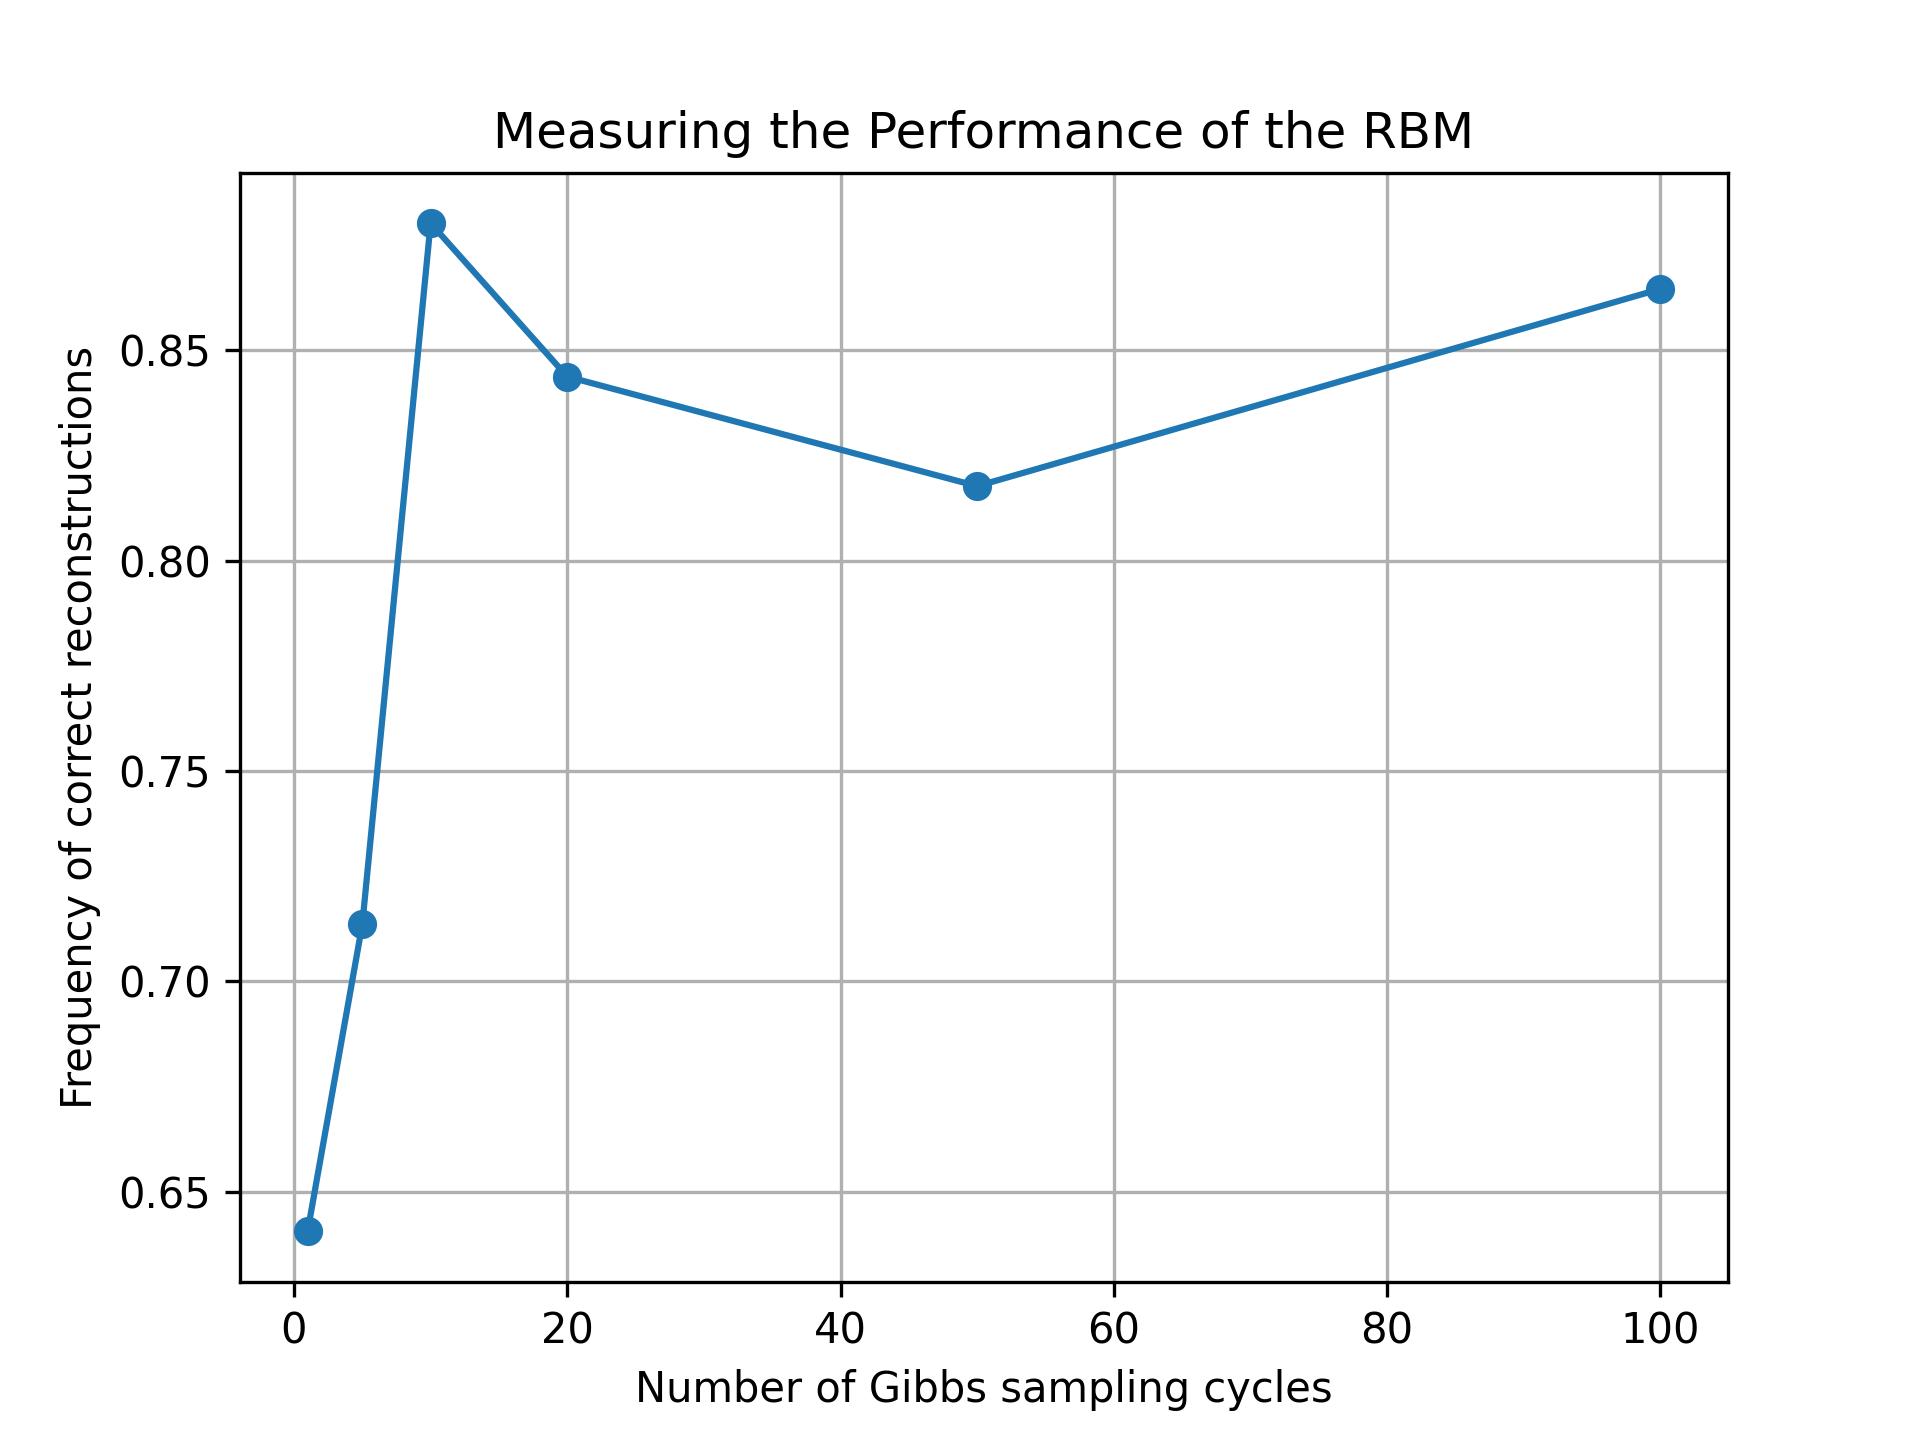 Measuring the Performance of the RBM
Frequency of correct reconstructions
0.85
0.80
0.75
0.70
0.65
0 20 40 60 80 100
Number of Gibbs sampling cycles